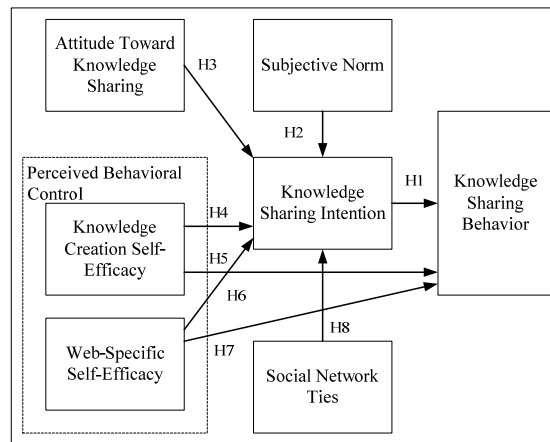 Attitude Toward
Knowledge
Sharing
H3
Subjective Norm
H2
Perceived Behavioral
Control
Knowledge
Sharing Intention
H1
Knowledge
Sharing
Behavior
Knowledge
Creation Self-
Efficacy
H4
H5
H6
Web-Specific
Self-Efficacy
H7
H8
Social Network
Ties